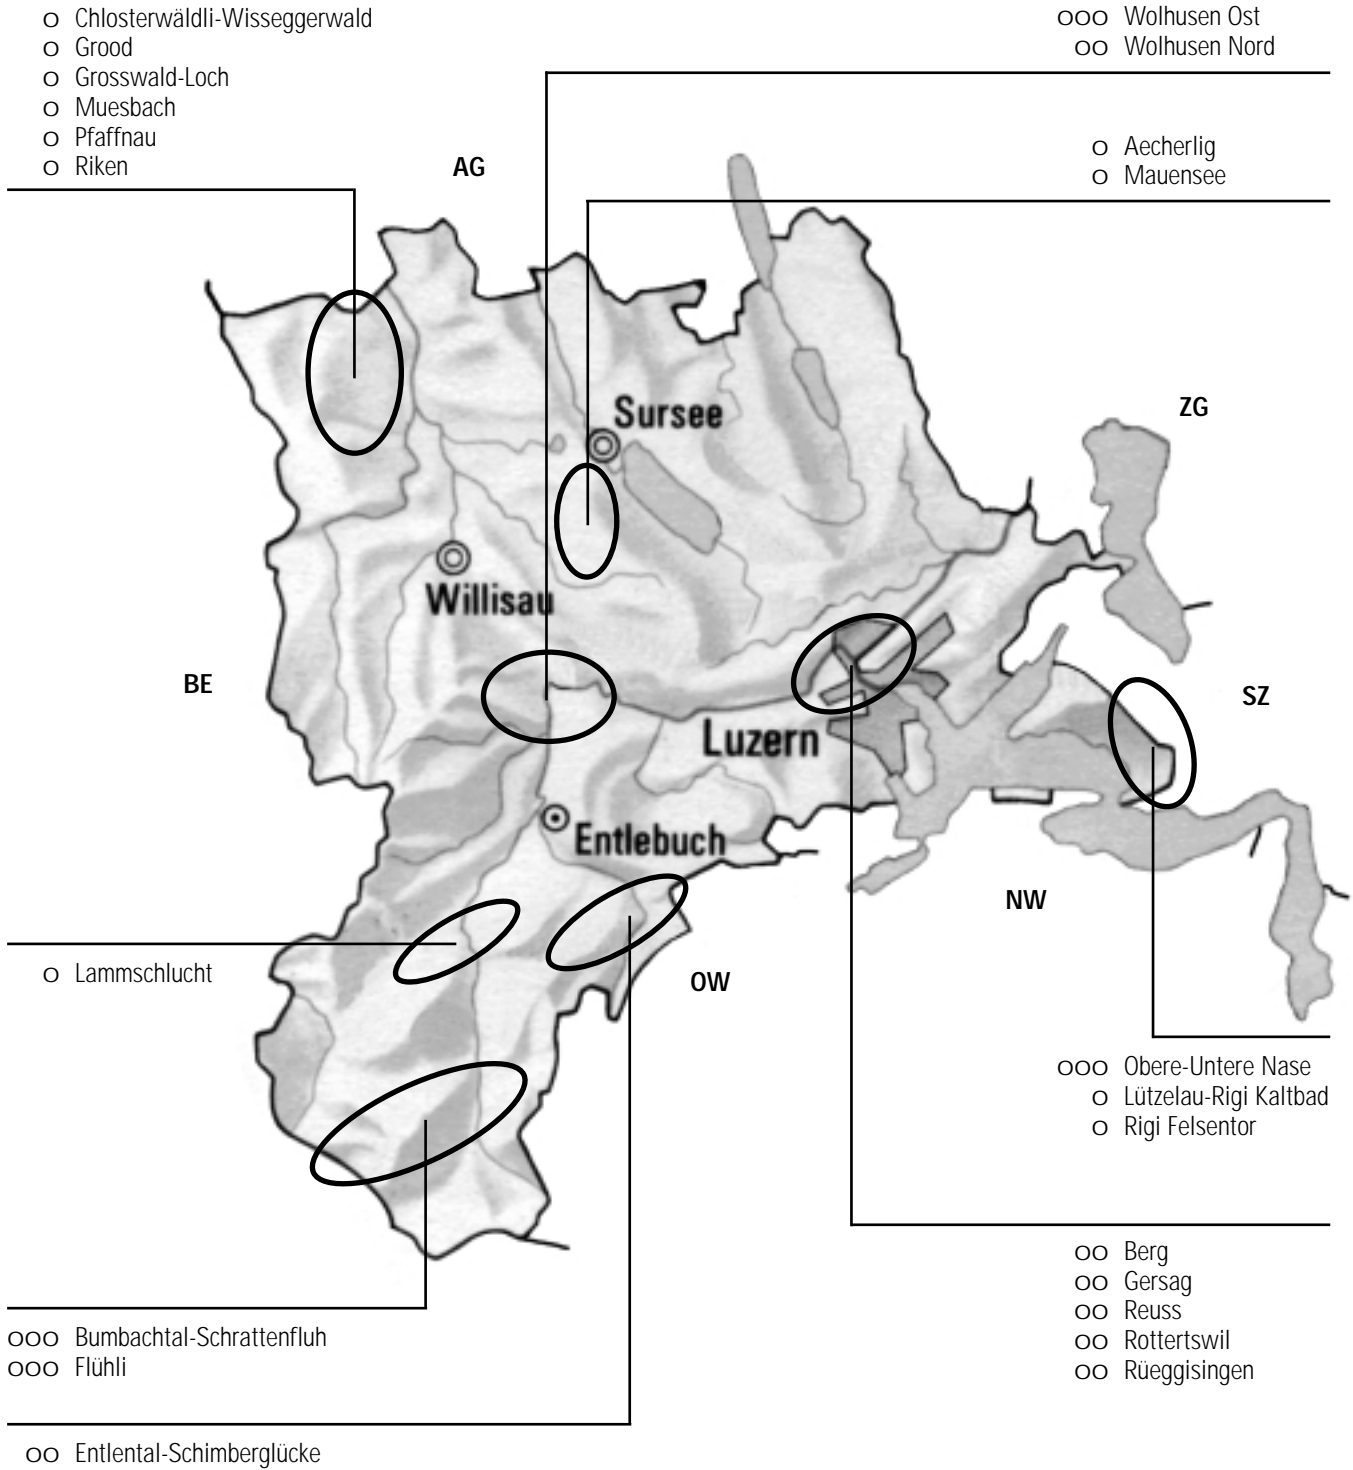 O Chlosterwäldli-Wisseggerwald
O Grood
O Grosswald-Loch
O Muesbach
O Pfaffnau
O Riken
OOO Wolhusen Ost
OO Wolhusen Nord
O Aecherlig
O Mauensee
AG
ZG
Sursee
Willisau
BE
SZ
Luzern
Entlebuch
NW
OW
O Lammschlucht
OOO Obere-Untere Nase
O Lützelau-Rigi Kaltbad
O Rigi Felsentor
OO Berg
OO Gersag
OO Reuss
OO Rottertswil
OO Rüeggisingen
OOO Bumbachtal-Schrattenfluh
OOO Flühli
OO Entlental-Schimberglücke